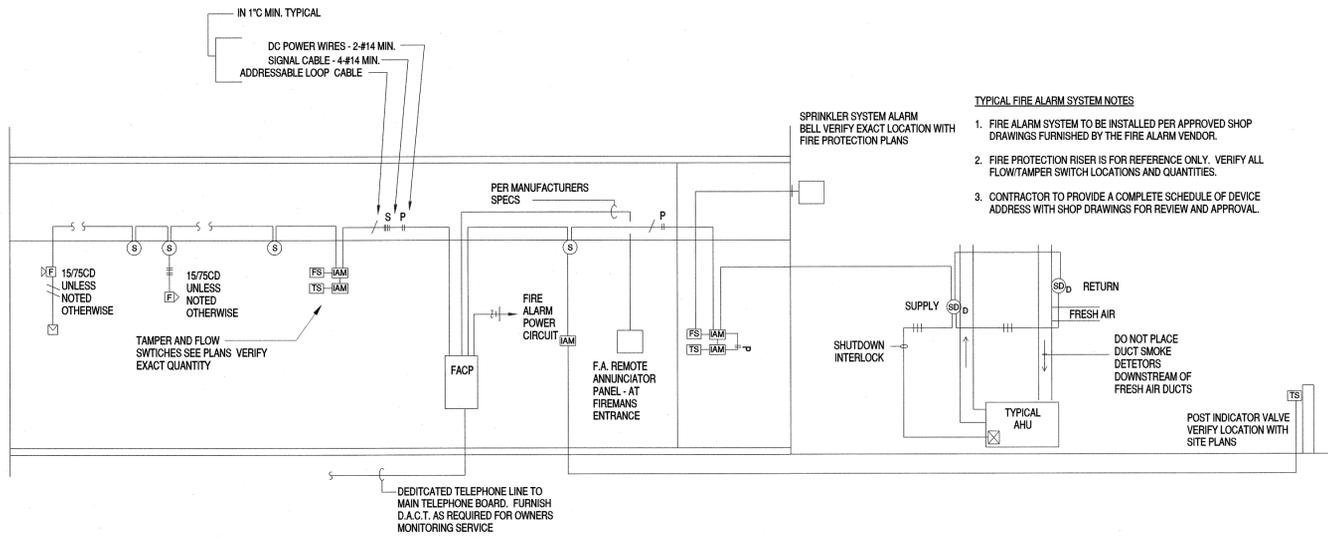 IN 1"C MIN. TYPICAL
DC POWER WIRES - 2-#14 MIN.
SIGNAL CABLE - 4-#14 MIN.
ADDRESSABLE LOOP CABLE
SPRINKLER SYSTEM ALARM
BELL VERIFY EXACT LOCATION WITH
FIRE PROTECTION PLANS
TYPICAL FIRE ALARM SYSTEM NOTES
1. FIRE ALARM SYSTEM TO BE INSTALLED PER APPROVED SHOP
DRAWINGS FURNISHED BY THE FIRE ALARM VENDOR.
2. FIRE PROTECTION RISER IS FOR REFERENCE ONLY. VERIFY ALL
FLOW/TAMPER SWITCH LOCATIONS AND QUANTITIES.
3. CONTRACTOR TO PROVIDE A COMPLETE SCHEDULE OF DEVICE
ADDRESS WITH SHOP DRAWINGS FOR REVIEW AND APPROVAL.
PER MANUFACTURERS
SPECS
S P
P
S
S
S
S
F
15/75CD
UNLESS
NOTED
OTHERWISE
F
15/75CD
UNLESS
NOTED
OTHERWISE
FS IAM
TS IAM
TAMPER AND FLOW
SWTICHES SEE PLANS VERIFY
EXACT QUANTITY
FACP
FIRE
ALARM
POWER
CIRCUIT
IAM
F.A. REMOTE
ANNUNCIATOR
PANEL - AT
FIREMANS
ENTRANCE
FS IAM
TS IAM
P
SUPPLY
SD D
SD D
RETURN
FRESH AIR
SHUTDOWN
INTERLOCK
DO NOT PLACE
DUCT SMOKE
DETETORS
DOWNSTREAM OF
FRESH AIR DUCTS
TYPICAL
AHU
TS
POST INDICATOR VALVE
VERIFY LOCATION WITH
SITE PLANS
DEDITCATED TELEPHONE LINE TO
MAIN TELEPHONE BOARD. FURNISH
D.A.C.T. AS REQUIRED FOR OWNERS
MONITORING SERVICE